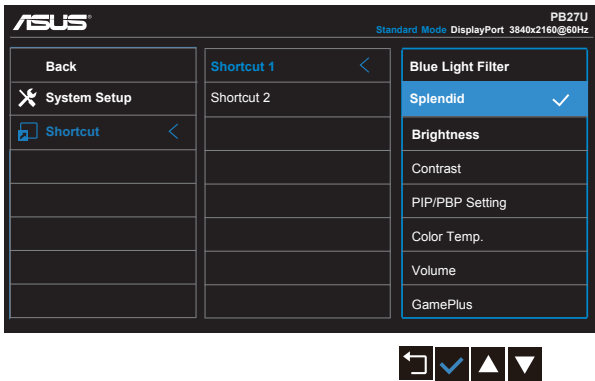 ASUS
PB27U
Standard Mode DisplayPort 3840x2160@60Hz
Back
System Setup
Shortcut
Shortcut 1
Shortcut 2
Blue Light Filter
Splendid
Brightness
Contrast
PIP/PBP Setting
Color Temp.
Volume
GamePlus